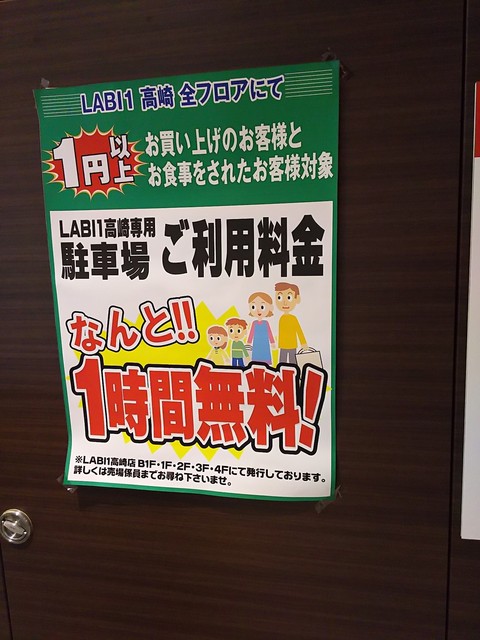 LABI1 高崎 全フロアにて
1円以上
お買い上げのお客様と
お食事をされたお客様対象
LABI1高崎専用
駐車場 ご利用料金
なんと!!
1時間無料!
※LABI1高崎店 B1F・1F・2F・3F・4Fにて発行しております。
詳しくは売場係員までお尋ね下さいませ。